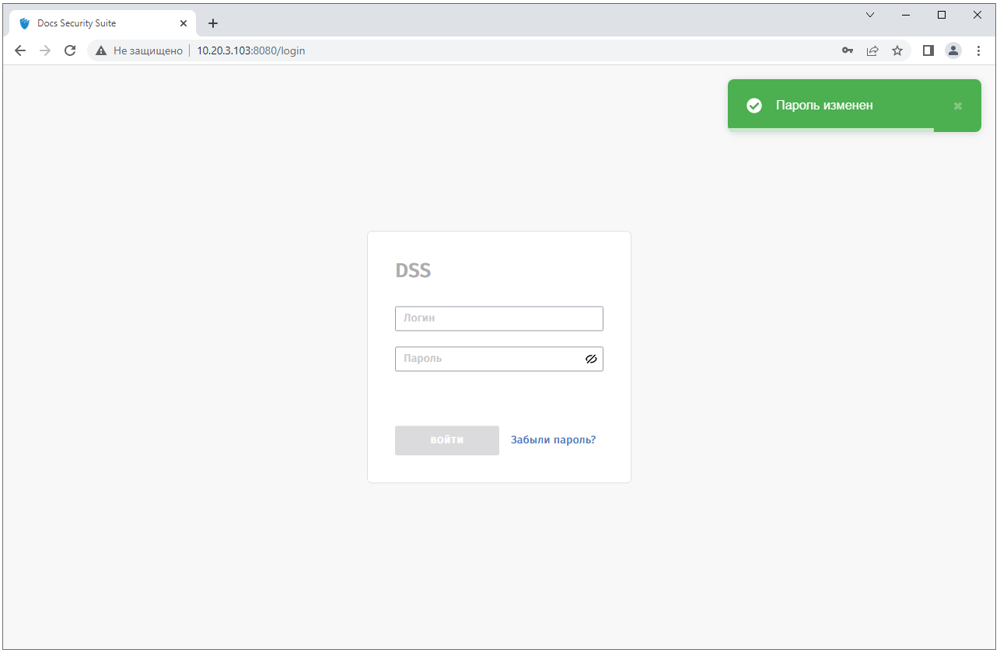 Docs Security Suite
Не защищено 10.20.3.103:8080/login
Пароль изменен
DSS
Логин
Пароль
войти Забыли пароль?